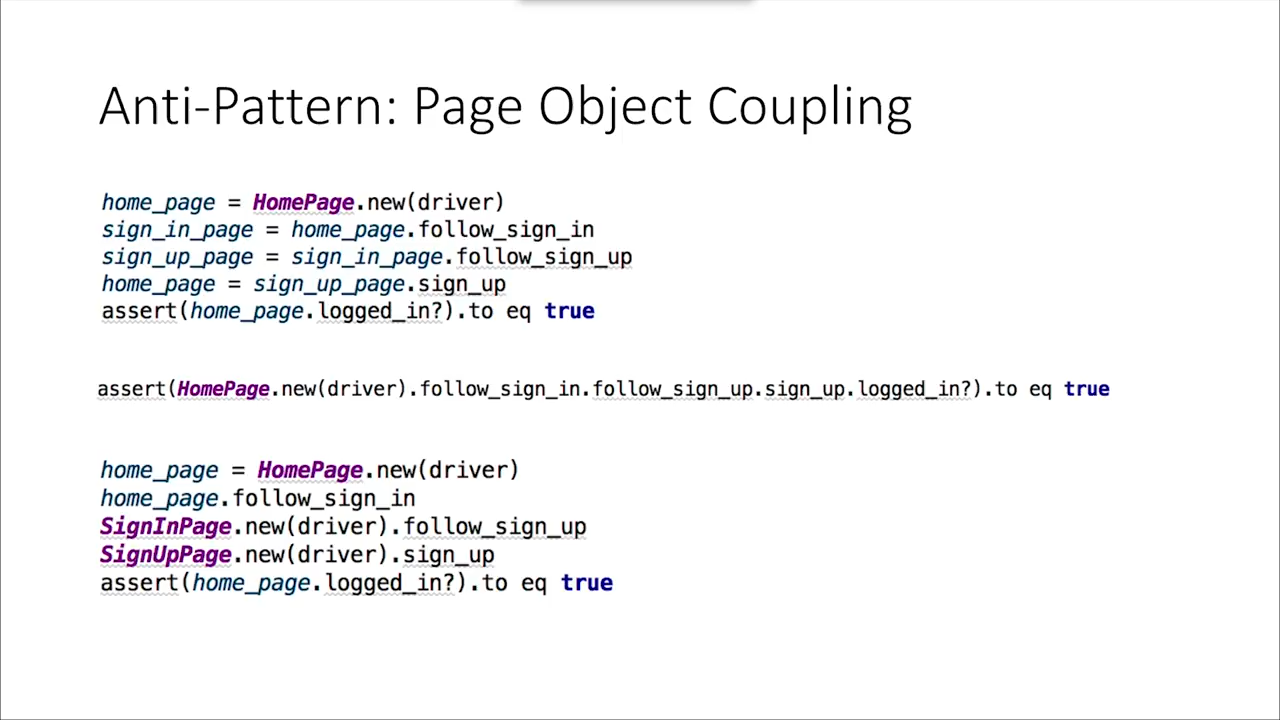 Anti-Pattern: Page Object Coupling
home_page = HomePage.new(driver)
sign_in_page = home_page.follow_sign_in
sign_up_page = sign_in_page.follow_sign_up
home_page = sign_up_page.sign_up
assert(home_page.logged_in?).to eq true
assert(HomePage.new(driver).follow_sign_in.follow_sign_up.sign_up.logged_in?).to eq true
home_page = HomePage.new(driver)
home_page.follow_sign_in
SignInPage.new(driver).follow_sign_up
SignUpPage.new(driver).sign_up
assert(home_page.logged_in?).to eq true